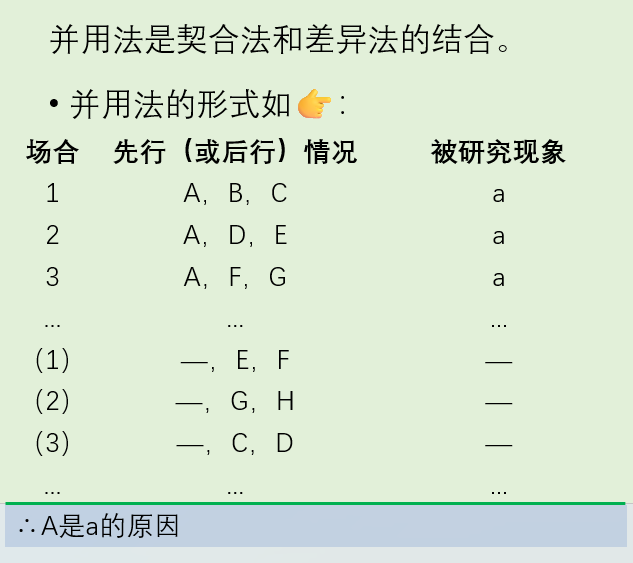 并用法是契合法和差异法的结合。
• 并用法的形式如👉：
场合 先行（或后行）情况 被研究现象
1 A，B，C a
2 A，D，E a
3 A，F，G a
… … …
（1） —，E，F —
（2） —，G，H —
（3） —，C，D —
… … …
∴A是a的原因